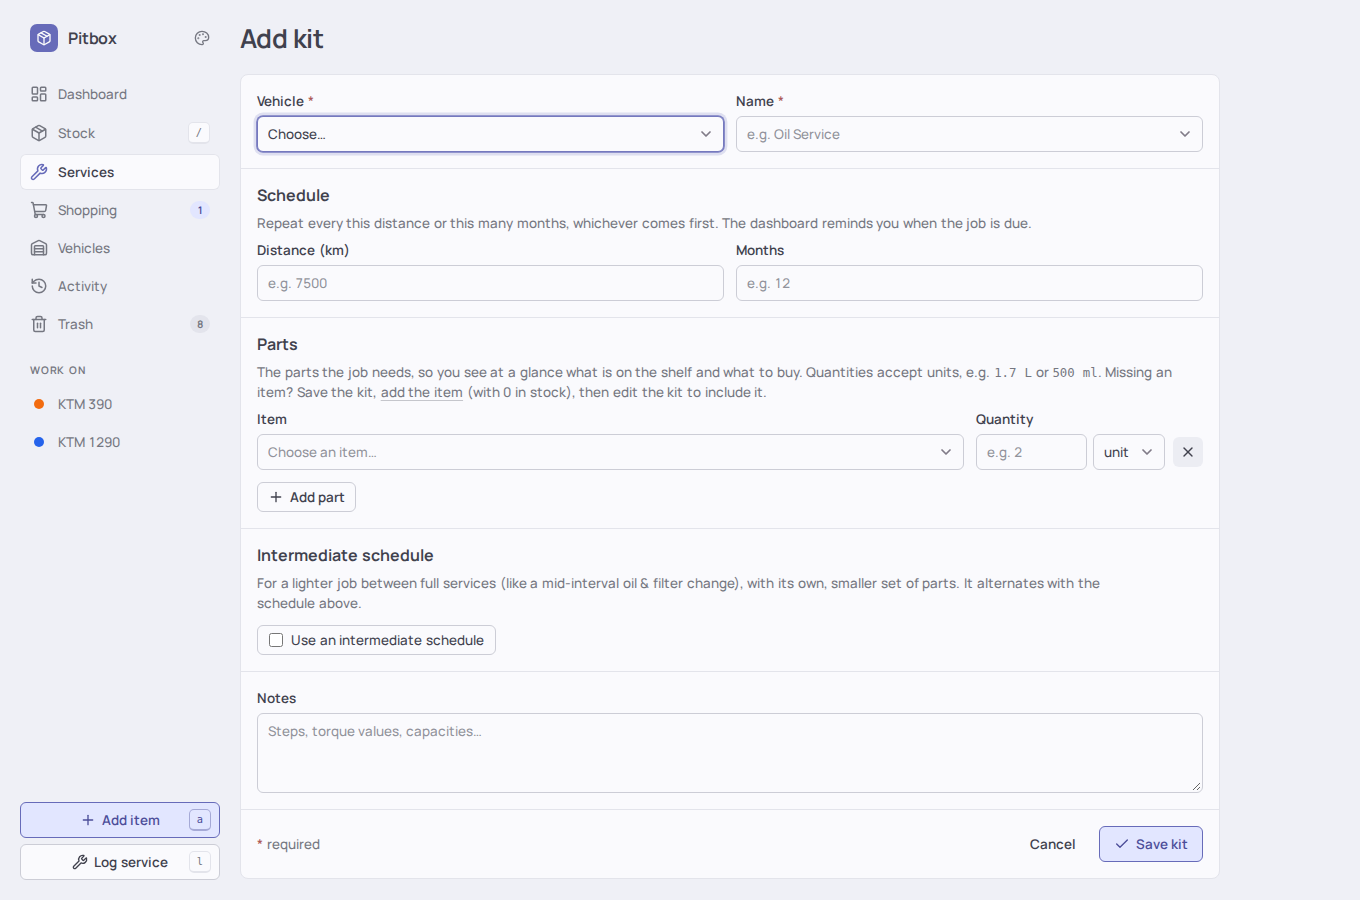 Pitbox
Dashboard
Stock /
Services
Shopping 1
Vehicles
Activity
Trash 8
WORK ON
KTM 390
KTM 1290
Add item a
Log service l
Add kit
Vehicle *
Choose...
Name *
e.g. Oil Service
Schedule
Repeat every this distance or this many months, whichever comes first. The dashboard reminds you when the job is due.
Distance (km)
e.g. 7500
Months
e.g. 12
Parts
The parts the job needs, so you see at a glance what is on the shelf and what to buy. Quantities accept units, e.g. 1.7 L or 500 ml. Missing an
item? Save the kit, add the item (with 0 in stock), then edit the kit to include it.
Item
Choose an item...
Quantity
e.g. 2
unit
Add part
Intermediate schedule
For a lighter job between full services (like a mid-interval oil & filter change), with its own, smaller set of parts. It alternates with the
schedule above.
Use an intermediate schedule
Notes
Steps, torque values, capacities...
* required
Cancel
Save kit